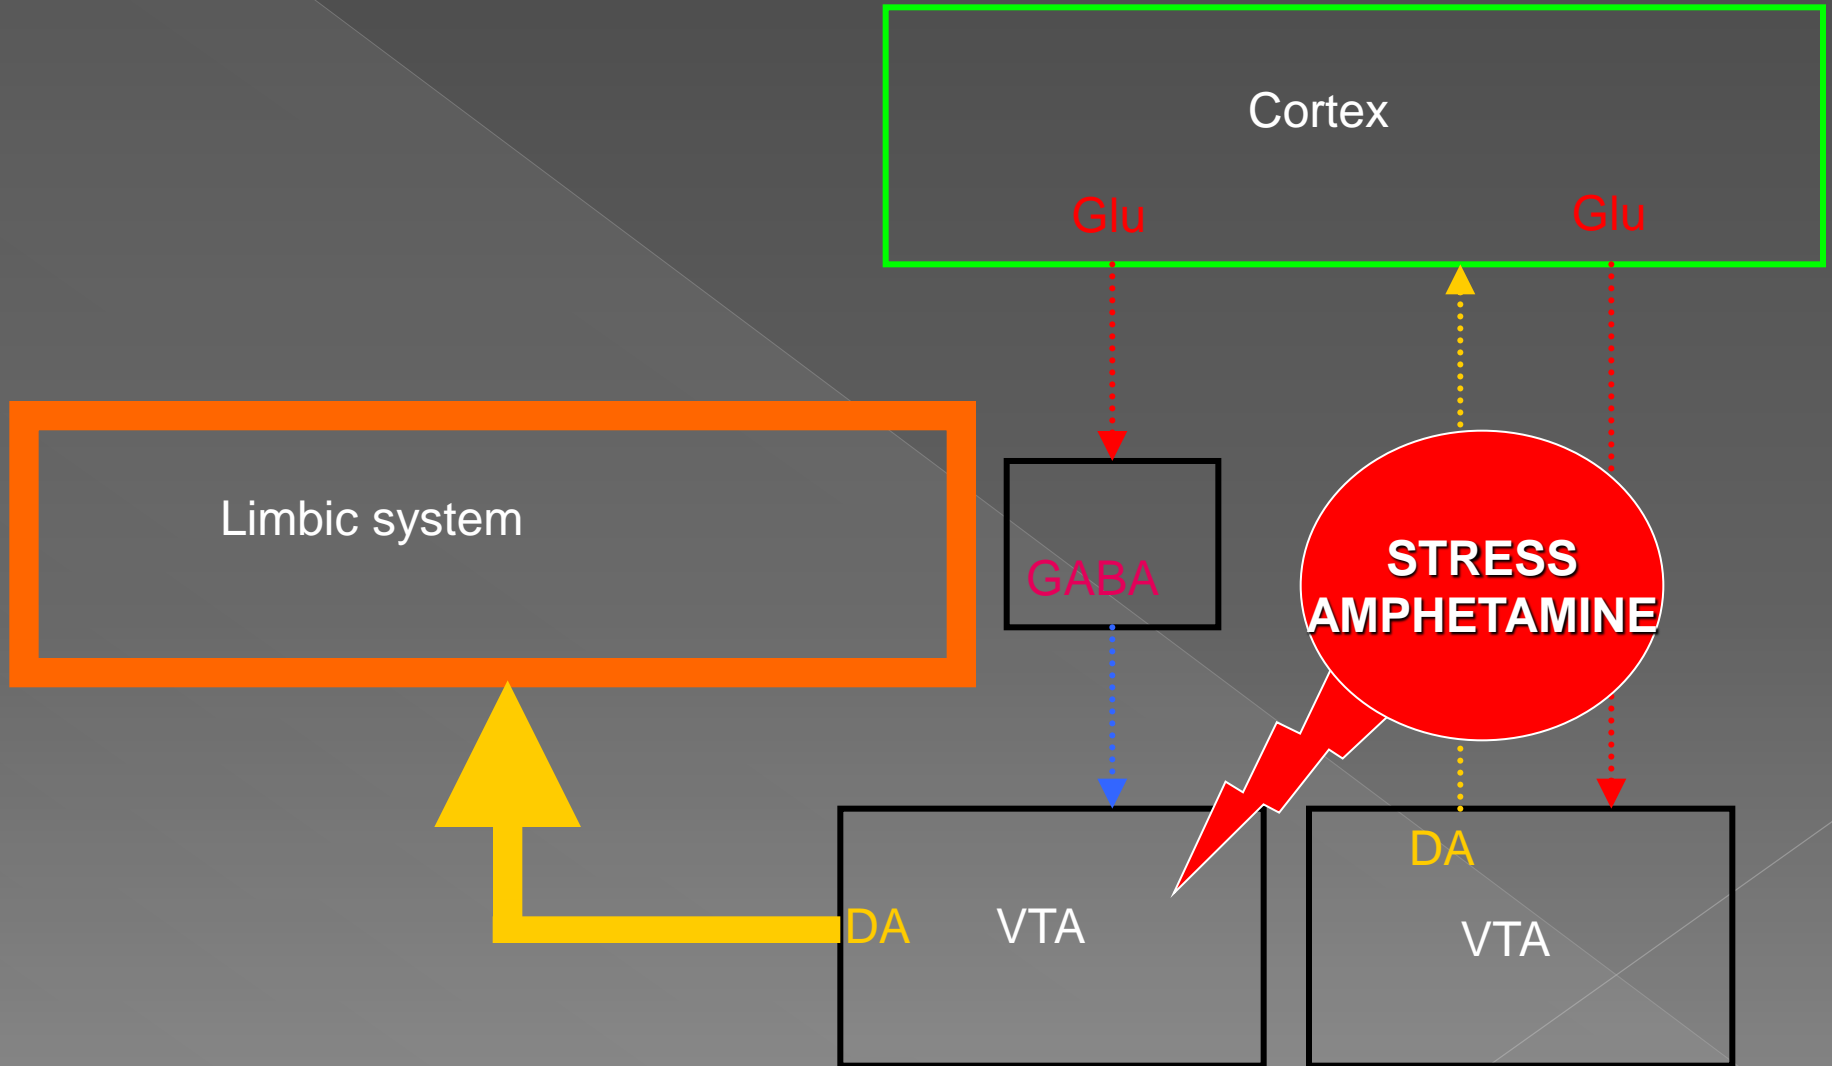 Cortex
Glu
Glu
Limbic system
GABA
STRESS
AMPHETAMINE
DA
DA
VTA
VTA